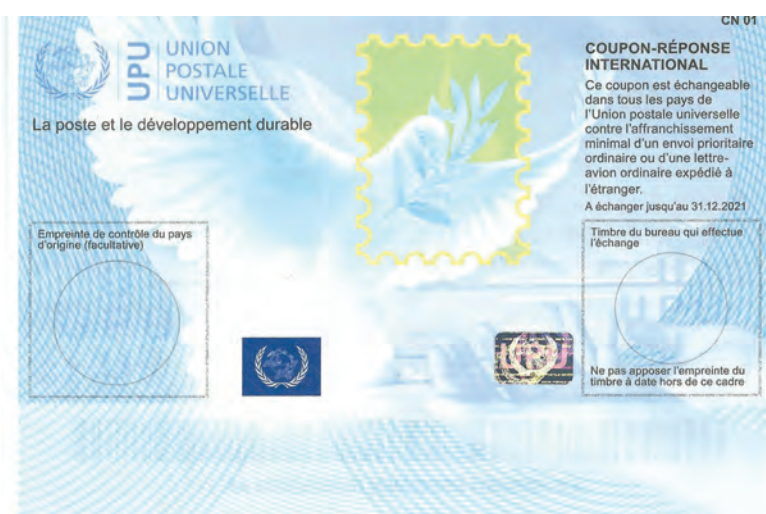 CN 01
UPU
UNION
POSTALE
UNIVERSELLE
La poste et le développement durable
COUPON-RÉPONSE
INTERNATIONAL
Ce coupon est échangeable
dans tous les pays de
l'Union postale universelle
contre l'affranchissement
minimal d'un envoi prioritaire
ordinaire ou d'une lettre-
avion ordinaire expédié à
l'étranger.
A échanger jusqu'au 31.12.2021
Empreinte de contrôle du pays
d'origine (facultative)
Timbre du bureau qui effectue
l'échange
UPU
Ne pas apposer l'empreinte du
timbre à date hors de ce cadre